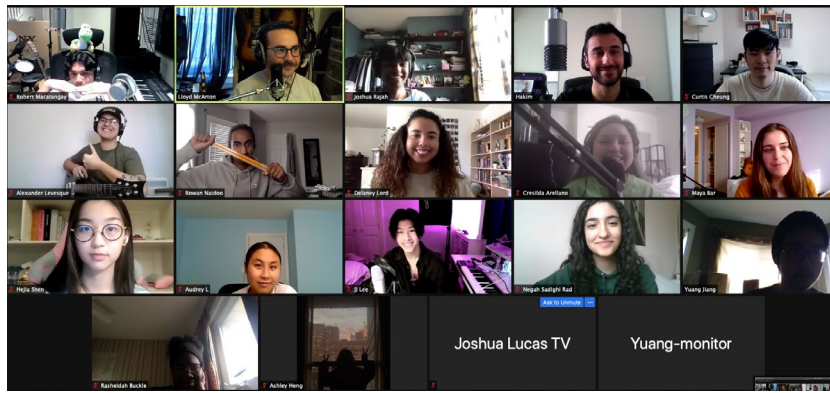 Robert Maratangay
Lloyd McArton
Joshua Rajah
Hakim
Curtis Cheung
Alexander Levesque
Rowan Naidoo
Delaney Lord
Cresilda Arellano
Maya Bar
Hejia Shen
Audrey L
JJ Lee
Negah Sadighi Rad
Yuang Jiang
Ask to Unmute ...
Rasheidah Buckle
Ashley Heng
Joshua Lucas TV
Yuang-monitor